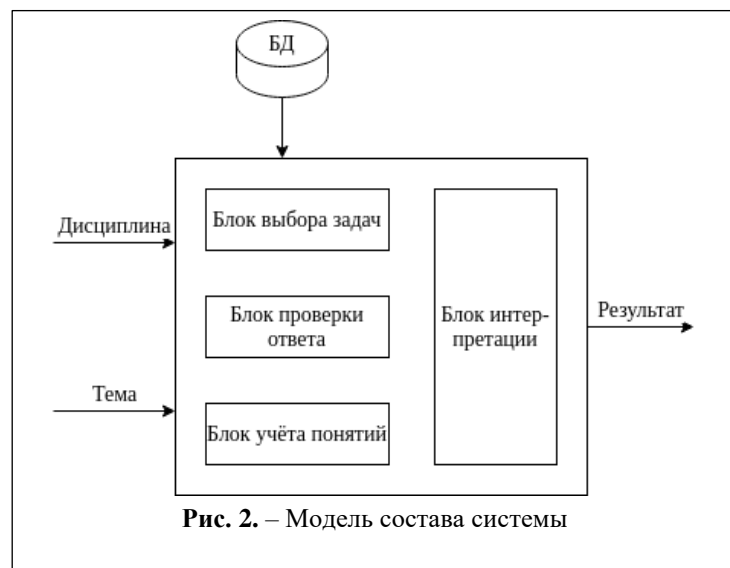 БД
Дисциплина
Блок выбора задач
Блок проверки
ответа
Блок интер-
претации
Результат
Тема
Блок учёта понятий
Рис. 2. – Модель состава системы